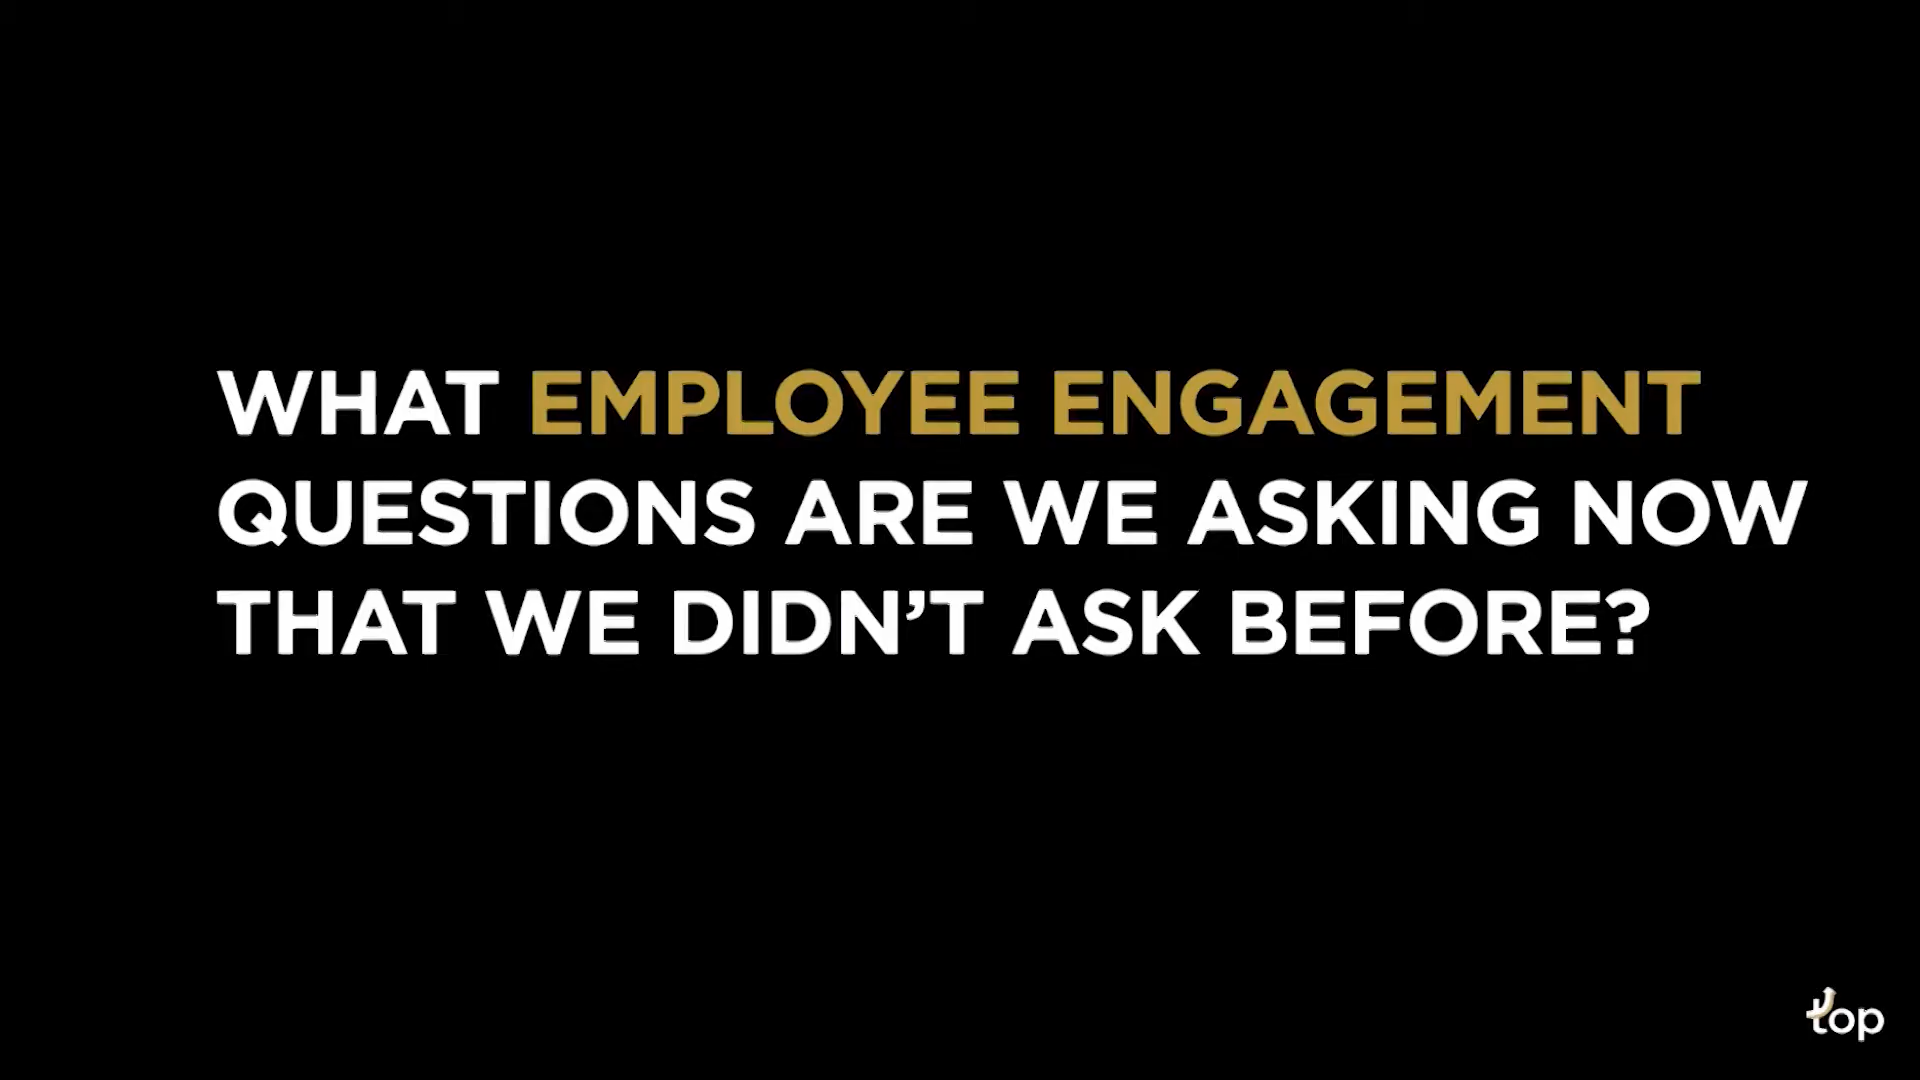 WHAT EMPLOYEE ENGAGEMENT
QUESTIONS ARE WE ASKING NOW
THAT WE DIDN’T ASK BEFORE?
top